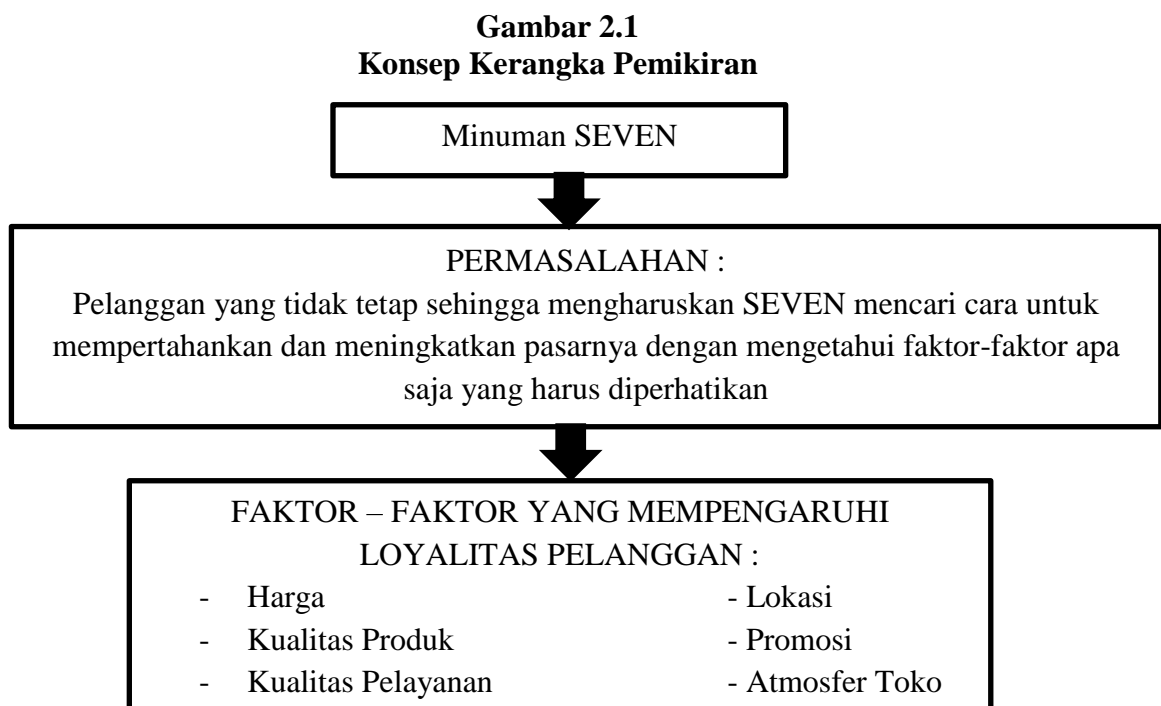 Gambar 2.1
Konsep Kerangka Pemikiran
Minuman SEVEN
PERMASALAHAN :
Pelanggan yang tidak tetap sehingga mengharuskan SEVEN mencari cara untuk
mempertahankan dan meningkatkan pasarnya dengan mengetahui faktor-faktor apa
saja yang harus diperhatikan
FAKTOR – FAKTOR YANG MEMPENGARUHI
LOYALITAS PELANGGAN :
- Harga - Lokasi
- Kualitas Produk - Promosi
- Kualitas Pelayanan - Atmosfer Toko